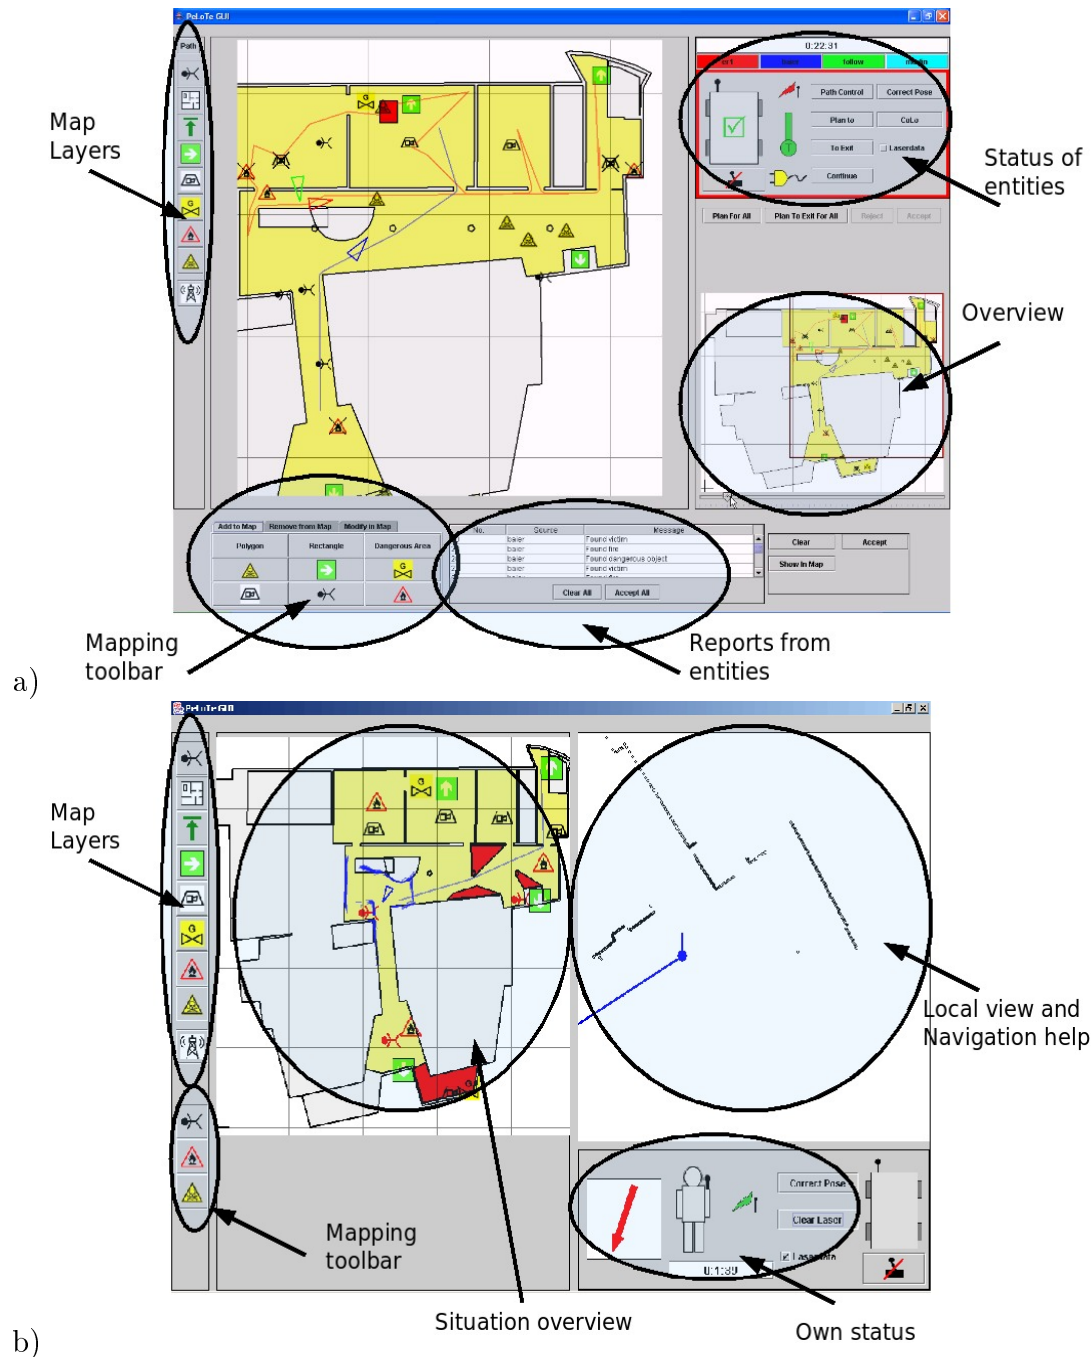 PeLoTe GUI
Path
0:22:31
follow
Path Control
Correct Pose
Plan to
CoLo
To Exit
Laserdata
Continue
Plan For All
Plan To Exit For All
Reject
Accept
Map
Layers
Status of
entities
Overview
G
T
Add to Map
Remove from Map
Modify in Map
Polygon
Rectangle
Dangerous Area
No.
Source
Message
baier
Found victim
baier
Found fire
baier
Found dangerous object
baier
Found victim
Clear All
Accept All
Clear
Accept
Show in Map
Mapping
toolbar
Reports from
entities
a)
PeLoTe GUI
Map
Layers
G
Local view and
Navigation help
Correct Pose
Clear Laser
Laserdata
0:1:39
Mapping
toolbar
Situation overview
Own status
b)